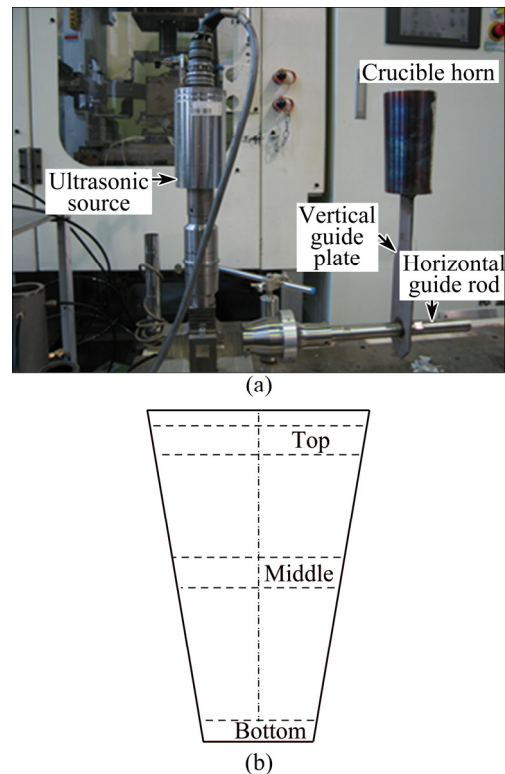 Crucible horn
Ultrasonic
source
Vertical
guide
plate
Horizontal
guide rod
(a)
Top
Middle
Bottom
(b)